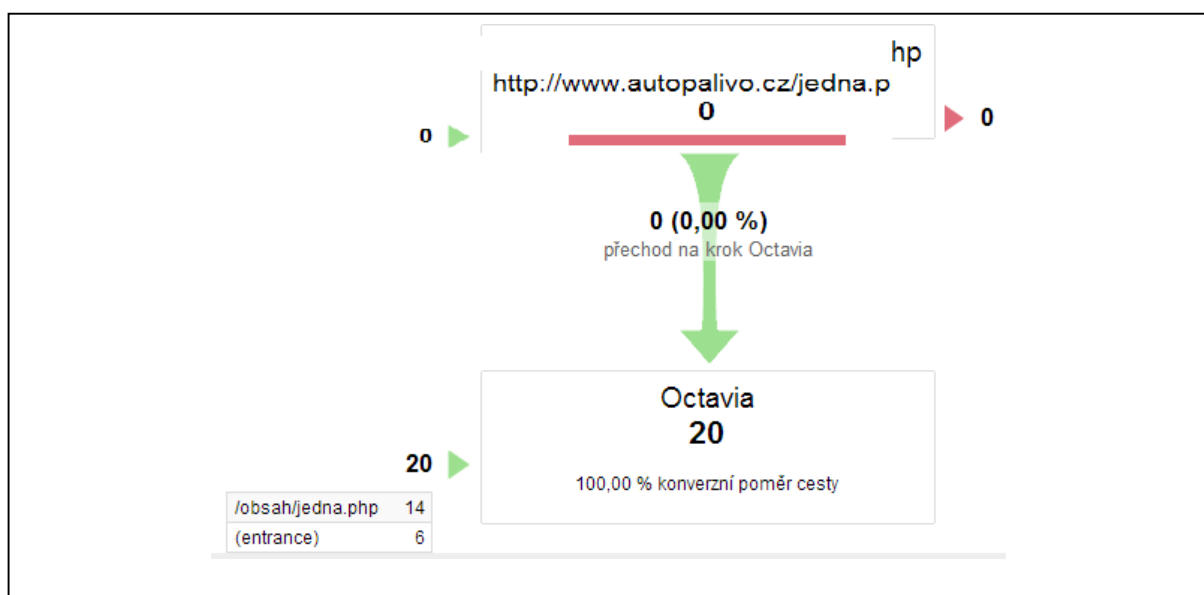 hp
http://www.autopalivo.cz/jedna.p
0
0
0
0 (0,00 %)
přechod na krok Octavia
Octavia
20
20
100,00 % konverzní poměr cesty
/obsah/jedna.php 14
(entrance) 6